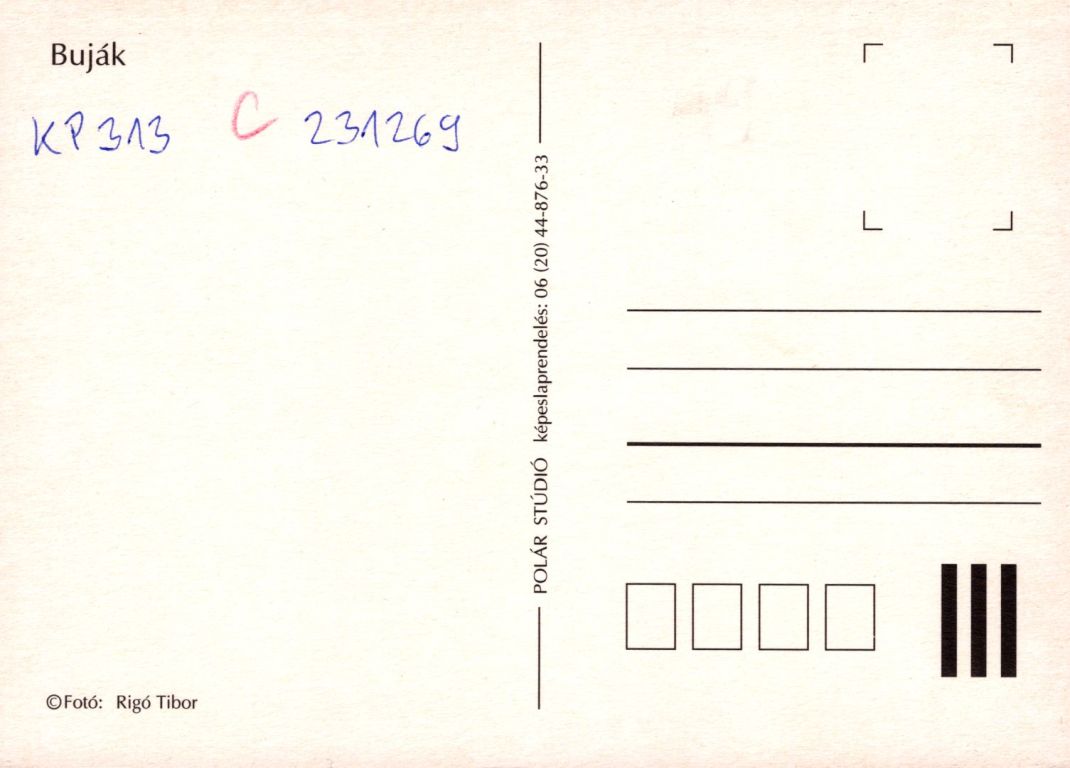 Buják
KP 313 C 231269
POLÁR STÚDIÓ képeslaprendelés: 06 (20) 44-876-33
©Fotó: Rigó Tibor